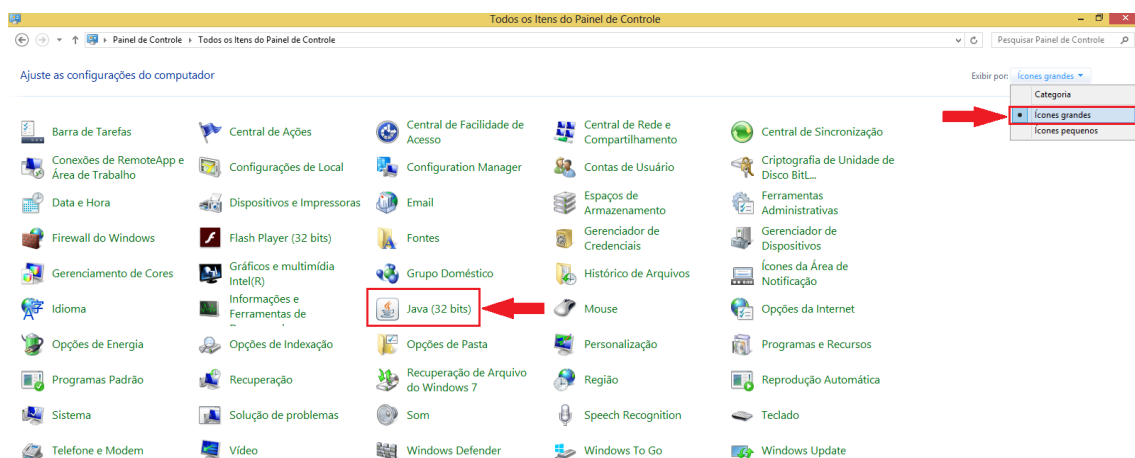 Todos os Itens do Painel de Controle
Painel de Controle Todos os Itens do Painel de Controle
Pesquisar Painel de Controle
Ajuste as configurações do computador
Exibir por: Ícones grandes
Categoria
Ícones grandes
Ícones pequenos
Barra de Tarefas
Central de Ações
Central de Facilidade de
Acesso
Central de Rede e
Compartilhamento
Central de Sincronização
Conexões de RemoteApp e
Área de Trabalho
Configurações de Local
Configuration Manager
Contas de Usuário
Criptografia de Unidade de
Disco BitL...
Data e Hora
Dispositivos e Impressoras
Email
Espaços de
Armazenamento
Ferramentas
Administrativas
Firewall do Windows
Flash Player (32 bits)
Fontes
Gerenciador de
Credenciais
Gerenciador de
Dispositivos
Gerenciamento de Cores
Gráficos e multimídia
Intel(R)
Grupo Doméstico
Histórico de Arquivos
Ícones da Área de
Notificação
Idioma
Informações e
Ferramentas de
Java (32 bits)
Mouse
Opções da Internet
Opções de Energia
Opções de Indexação
Opções de Pasta
Personalização
Programas e Recursos
Programas Padrão
Recuperação
Recuperação de Arquivo
do Windows 7
Região
Reprodução Automática
Sistema
Solução de problemas
Som
Speech Recognition
Teclado
Telefone e Modem
Vídeo
Windows Defender
Windows To Go
Windows Update